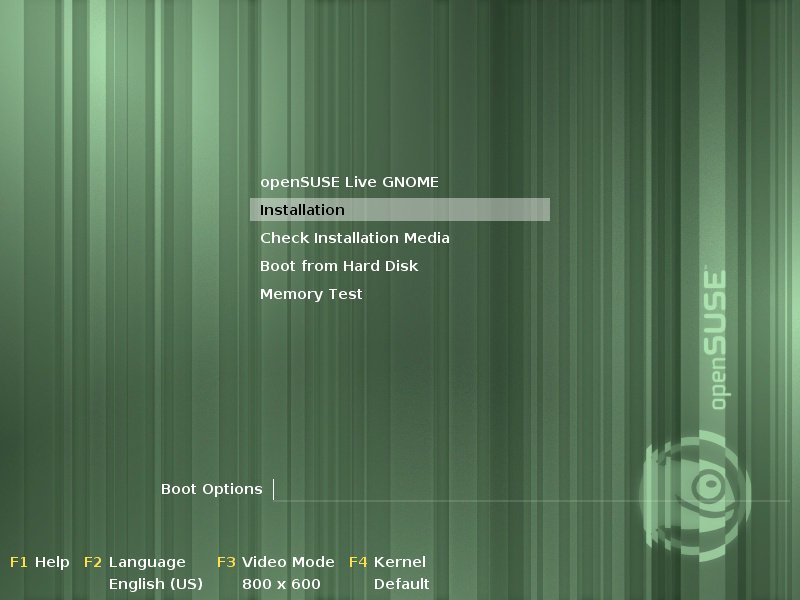 openSUSE Live GNOME
Installation
Check Installation Media
Boot from Hard Disk
Memory Test
openSUSE
Boot Options
F1 Help F2 Language F3 Video Mode F4 Kernel
English (US) 800 x 600 Default